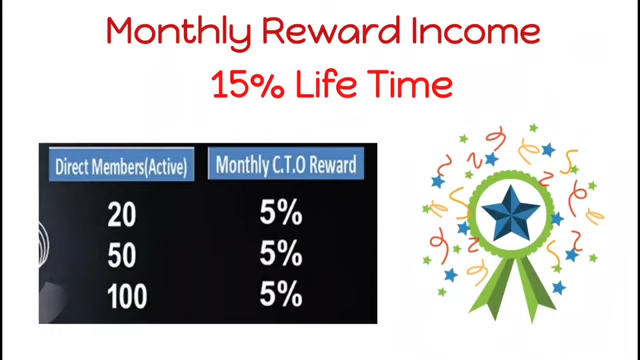 Monthly Reward Income
15% Life Time
Direct Members(Active) Monthly C.T.O Reward
20 5%
50 5%
100 5%